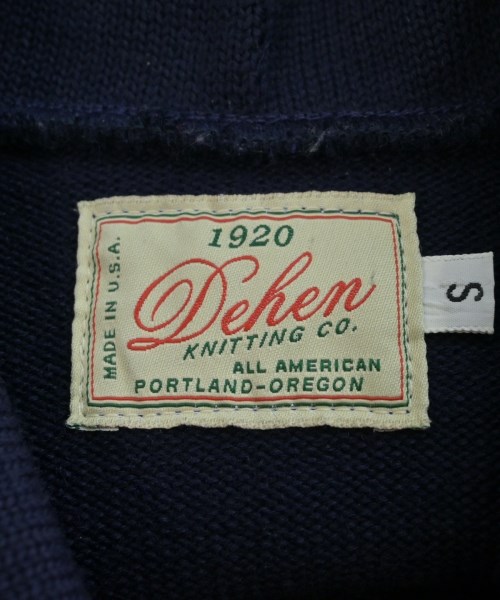 1920
Dehen
KNITTING CO.
ALL AMERICAN
PORTLAND-OREGON
MADE IN U.S.A.
S